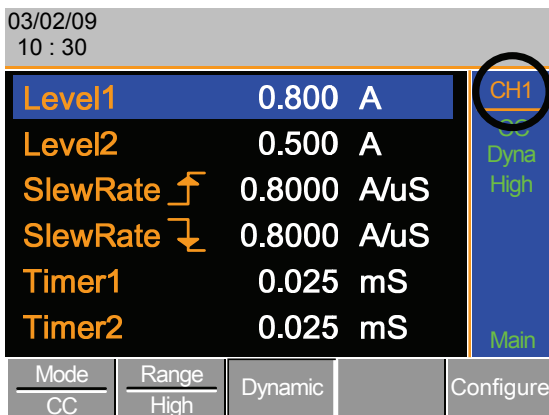 03/02/09
10 : 30
CH1
Level1 0.800 A
CC
Level2 0.500 A
Dyna
SlewRate 0.8000 A/uS
High
SlewRate 0.8000 A/uS
Timer1 0.025 mS
Timer2 0.025 mS
Main
Mode Range Dynamic Configure
CC High